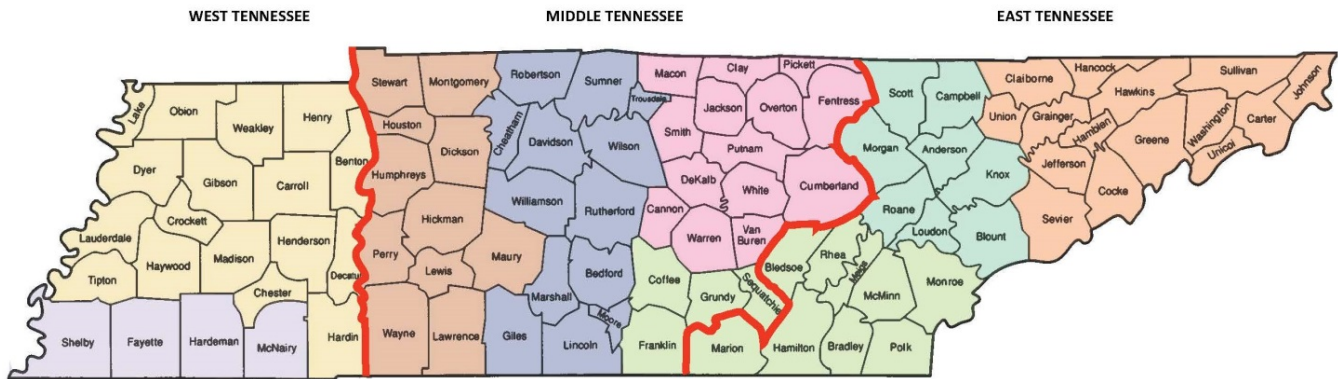 WEST TENNESSEE
MIDDLE TENNESSEE
EAST TENNESSEE
Lake
Obion
Weakley
Henry
Dyer
Gibson
Carroll
Benton
Crockett
Lauderdale
Haywood
Madison
Henderson
Decatur
Tipton
Chester
Shelby
Fayette
Hardeman
McNairy
Hardin
Stewart
Montgomery
Houston
Humphreys
Dickson
Hickman
Perry
Lewis
Maury
Wayne
Lawrence
Robertson
Sumner
Trousdale
Cheatham
Davidson
Wilson
Williamson
Rutherford
Marshall
Bedford
Moore
Giles
Lincoln
Macon
Clay
Pickett
Jackson
Overton
Fentress
Smith
Putnam
DeKalb
White
Cumberland
Cannon
Warren
Van
Buren
Coffee
Grundy
Sequatchie
Franklin
Marion
Bledsoe
Rhea
Meigs
McMinn
Monroe
Hamilton
Bradley
Polk
Scott
Campbell
Morgan
Anderson
Knox
Roane
Loudon
Blount
Claiborne
Hancock
Hawkins
Sullivan
Johnson
Union
Grainger
Hamblen
Greene
Washington
Carter
Unicoi
Jefferson
Cocke
Sevier